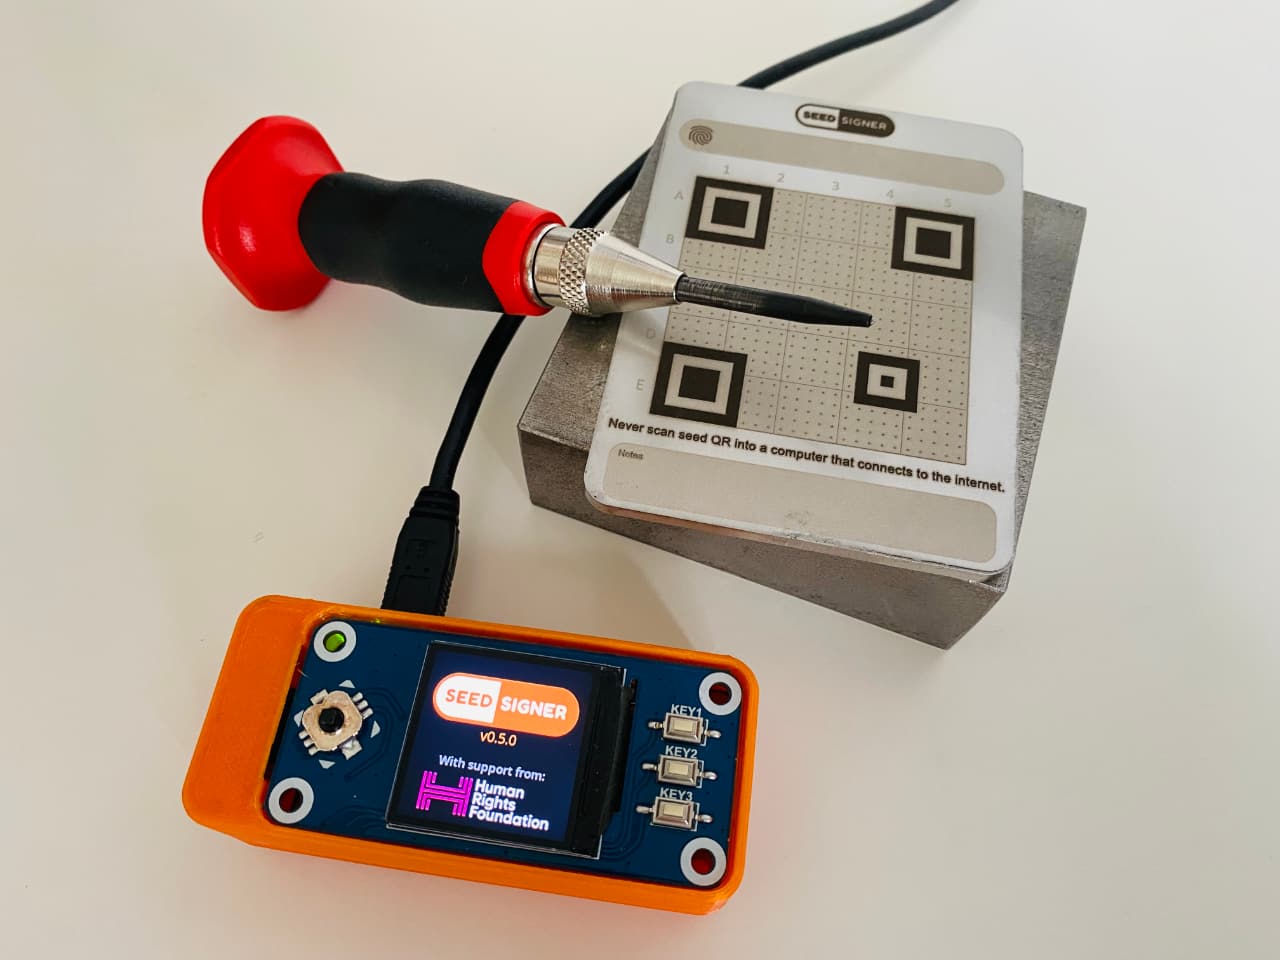 SEED SIGNER
1 2 3 4 5
A
B
D
E
Never scan seed QR into a computer that connects to the internet.
Notes
SEED SIGNER
v0.5.0
With support from:
Human
Rights
Foundation
KEY1
KEY2
KEY3